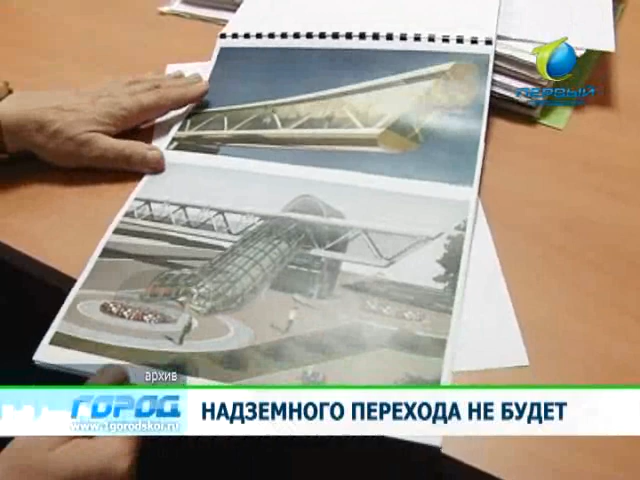 ПЕРВЫЙ
архив
ГОРОД
www.1gorodskoi.ru
НАДЗЕМНОГО ПЕРЕХОДА НЕ БУДЕТ